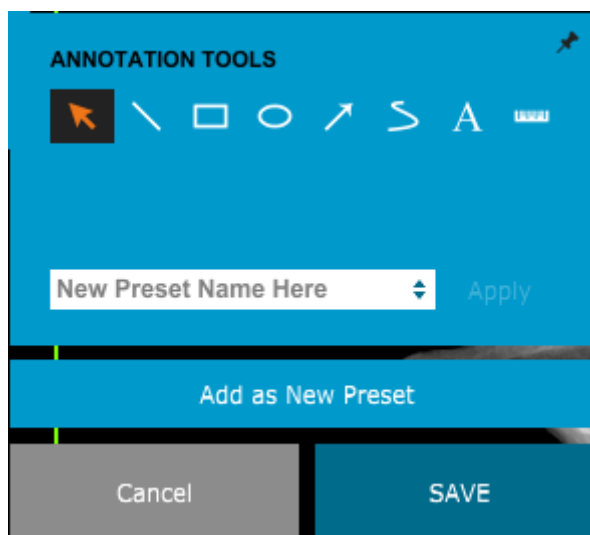 ANNOTATION TOOLS
A
New Preset Name Here
Apply
Add as New Preset
Cancel
SAVE